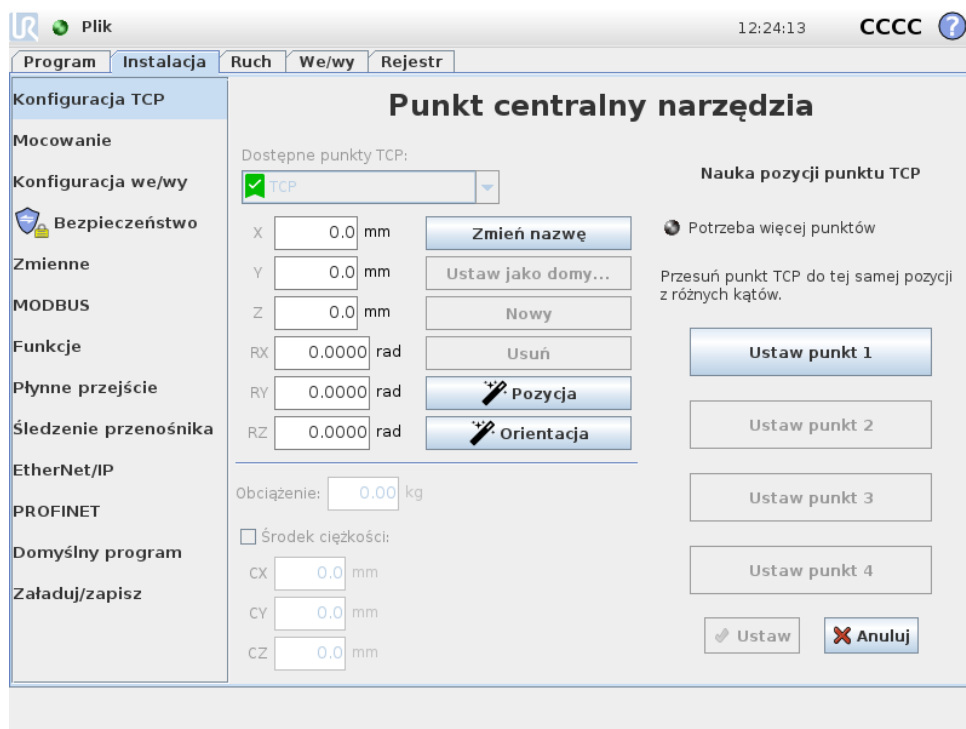 Plik 12:24:13 CCCC ?
Program Instalacja Ruch We/wy Rejestr
Konfiguracja TCP
Mocowanie
Konfiguracja we/wy
Bezpieczeństwo
Zmienne
MODBUS
Funkcje
Płynne przejście
Śledzenie przenośnika
EtherNet/IP
PROFINET
Domyślny program
Załaduj/zapisz
Punkt centralny narzędzia
Dostępne punkty TCP:
TCP
X 0.0 mm Zmień nazwę
Y 0.0 mm Ustaw jako domy...
Z 0.0 mm Nowy
RX 0.0000 rad Usuń
RY 0.0000 rad Pozycja
RZ 0.0000 rad Orientacja
Obciążenie: 0.00 kg
Środek ciężkości:
CX 0.0 mm
CY 0.0 mm
CZ 0.0 mm
Nauka pozycji punktu TCP
Potrzeba więcej punktów
Przesuń punkt TCP do tej samej pozycji
z różnych kątów.
Ustaw punkt 1
Ustaw punkt 2
Ustaw punkt 3
Ustaw punkt 4
Ustaw Anuluj